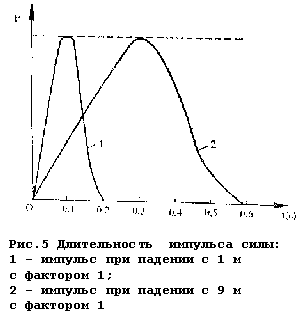 P
1
2
0 0,1 0,2 0,3 0,4 0,5 0,6
Рис.5 Длительность импульса силы:
1 - импульс при падении с 1 м
с фактором 1;
2 - импульс при падении с 9 м
с фактором 1